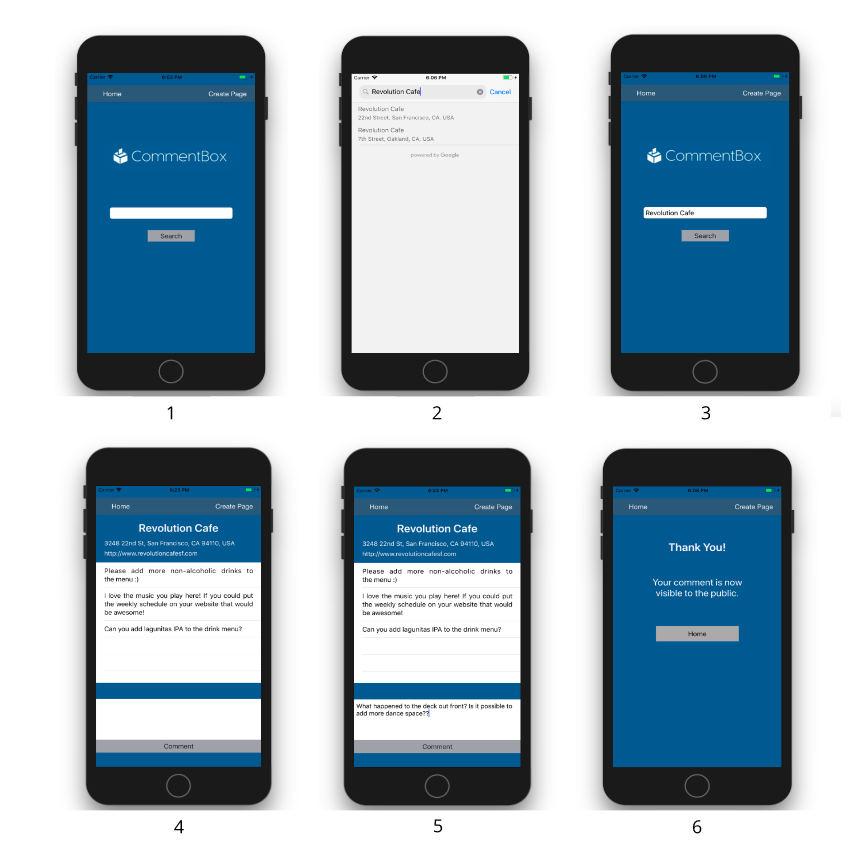 Carrier 6:03 PM
Home Create Page
CommentBox
Search
1
Carrier 6:06 PM
Revolution Cafe Cancel
Revolution Cafe
22nd Street, San Francisco, CA, USA
Revolution Cafe
7th Street, Oakland, CA, USA
powered by Google
2
Carrier 6:06 PM
Home Create Page
CommentBox
Revolution Cafe
Search
3
Carrier
Home Create Page
Revolution Cafe
3248 22nd St, San Francisco, CA 94110, USA
http://www.revolutioncafesf.com
Please add more non-alcoholic drinks to
the menu :)
I love the music you play here! If you could put
the weekly schedule on your website that would
be awesome!
Can you add lagunitas IPA to the drink menu?
Comment
4
Carrier
Home Create Page
Revolution Cafe
3248 22nd St, San Francisco, CA 94110, USA
http://www.revolutioncafesf.com
Please add more non-alcoholic drinks to
the menu :)
I love the music you play here! If you could put
the weekly schedule on your website that would
be awesome!
Can you add lagunitas IPA to the drink menu?
What happened to the deck out front? Is it possible to
add more dance space??
Comment
5
Carrier 6:06 PM
Home Create Page
Thank You!
Your comment is now
visible to the public.
Home
6